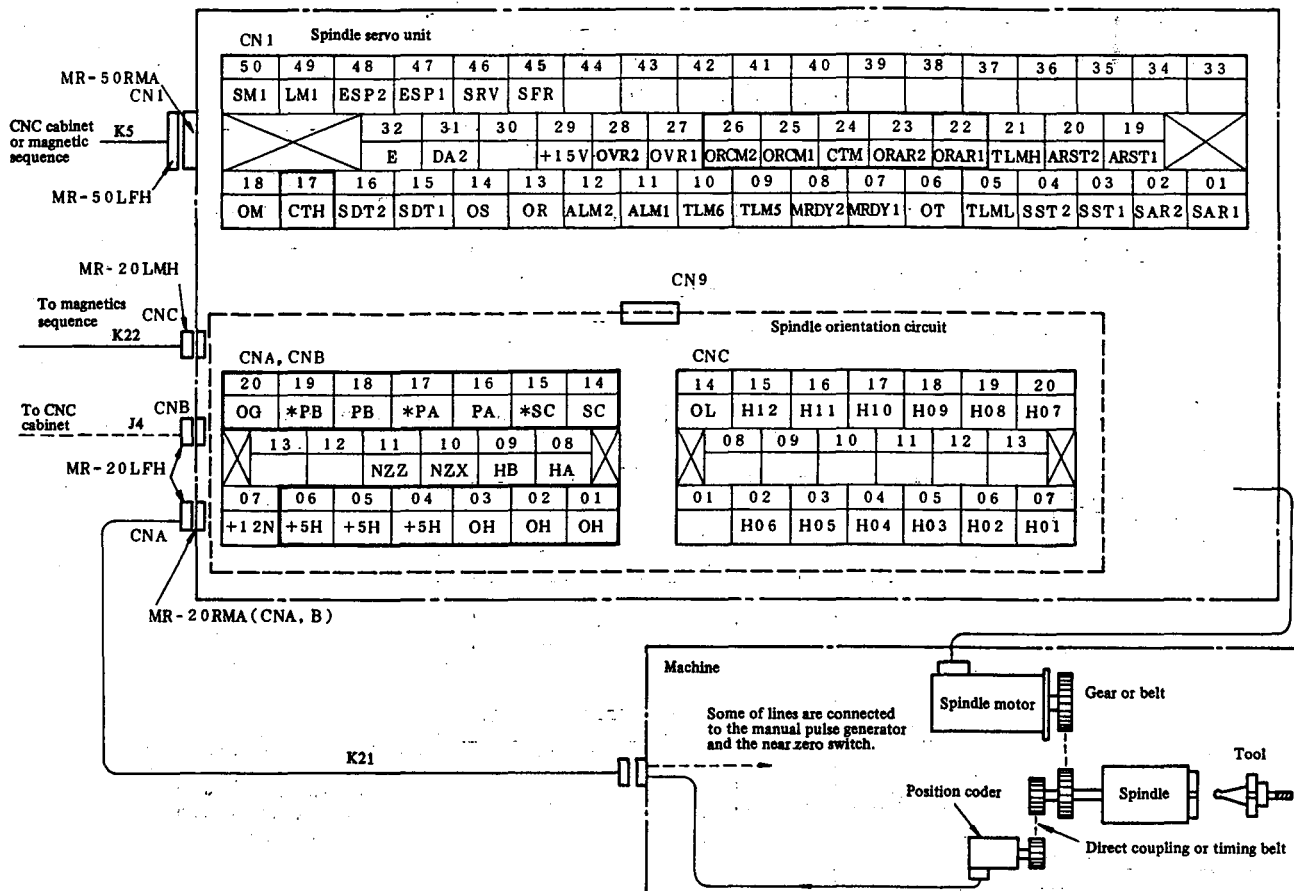 CN1
Spindle servo unit
MR-50RMA
CN1
CNC cabinet
or magnetic
sequence
K5
MR-50LFH
50 49 48 47 46 45 44 43 42 41 40 39 38 37 36 35 34 33
SM1 LM1 ESP2 ESP1 SRV SFR
32 31 30 29 28 27 26 25 24 23 22 21 20 19
E DA2 +15V OVR2 OVR1 ORCM2 ORCM1 CTM ORAR2 ORAR1 TLMH ARST2 ARST1
18 17 16 15 14 13 12 11 10 09 08 07 06 05 04 03 02 01
OM CTH SDT2 SDT1 OS OR ALM2 ALM1 TLM6 TLM5 MRDY2 MRDY1 OT TLML SST2 SST1 SAR2 SAR1
MR-20LMH
To magnetics
sequence
CNC
K22
CN9
Spindle orientation circuit
To CNC
cabinet
CNB
J4
MR-20LFH
CNA
MR-20RMA(CNA, B)
CNA, CNB
20 19 18 17 16 15 14
OG *PB PB *PA PA *SC SC
13 12 11 10 09 08
NZZ NZX HB HA
07 06 05 04 03 02 01
+12N +5H +5H +5H OH OH OH
CNC
14 15 16 17 18 19 20
OL H12 H11 H10 H09 H08 H07
08 09 10 11 12 13
01 02 03 04 05 06 07
H06 H05 H04 H03 H02 H01
K21
Machine
Some of lines are connected
to the manual pulse generator
and the near zero switch.
Spindle motor
Gear or belt
Tool
Spindle
Position coder
Direct coupling or timing belt